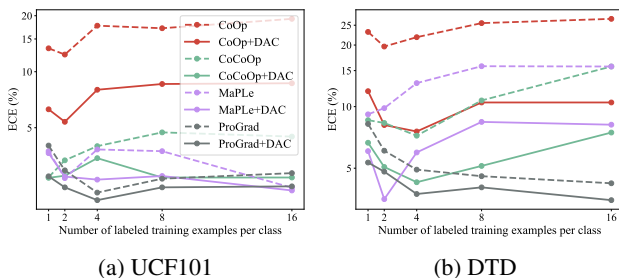 20
15
10
5
ECE (%)
CoOp
CoOp+DAC
CoCoOp
CoCoOp+DAC
MaPLe
MaPLe+DAC
ProGrad
ProGrad+DAC
1 2 4 8 16
Number of labeled training examples per class
(a) UCF101
25
20
15
10
5
ECE (%)
1 2 4 8 16
Number of labeled training examples per class
(b) DTD